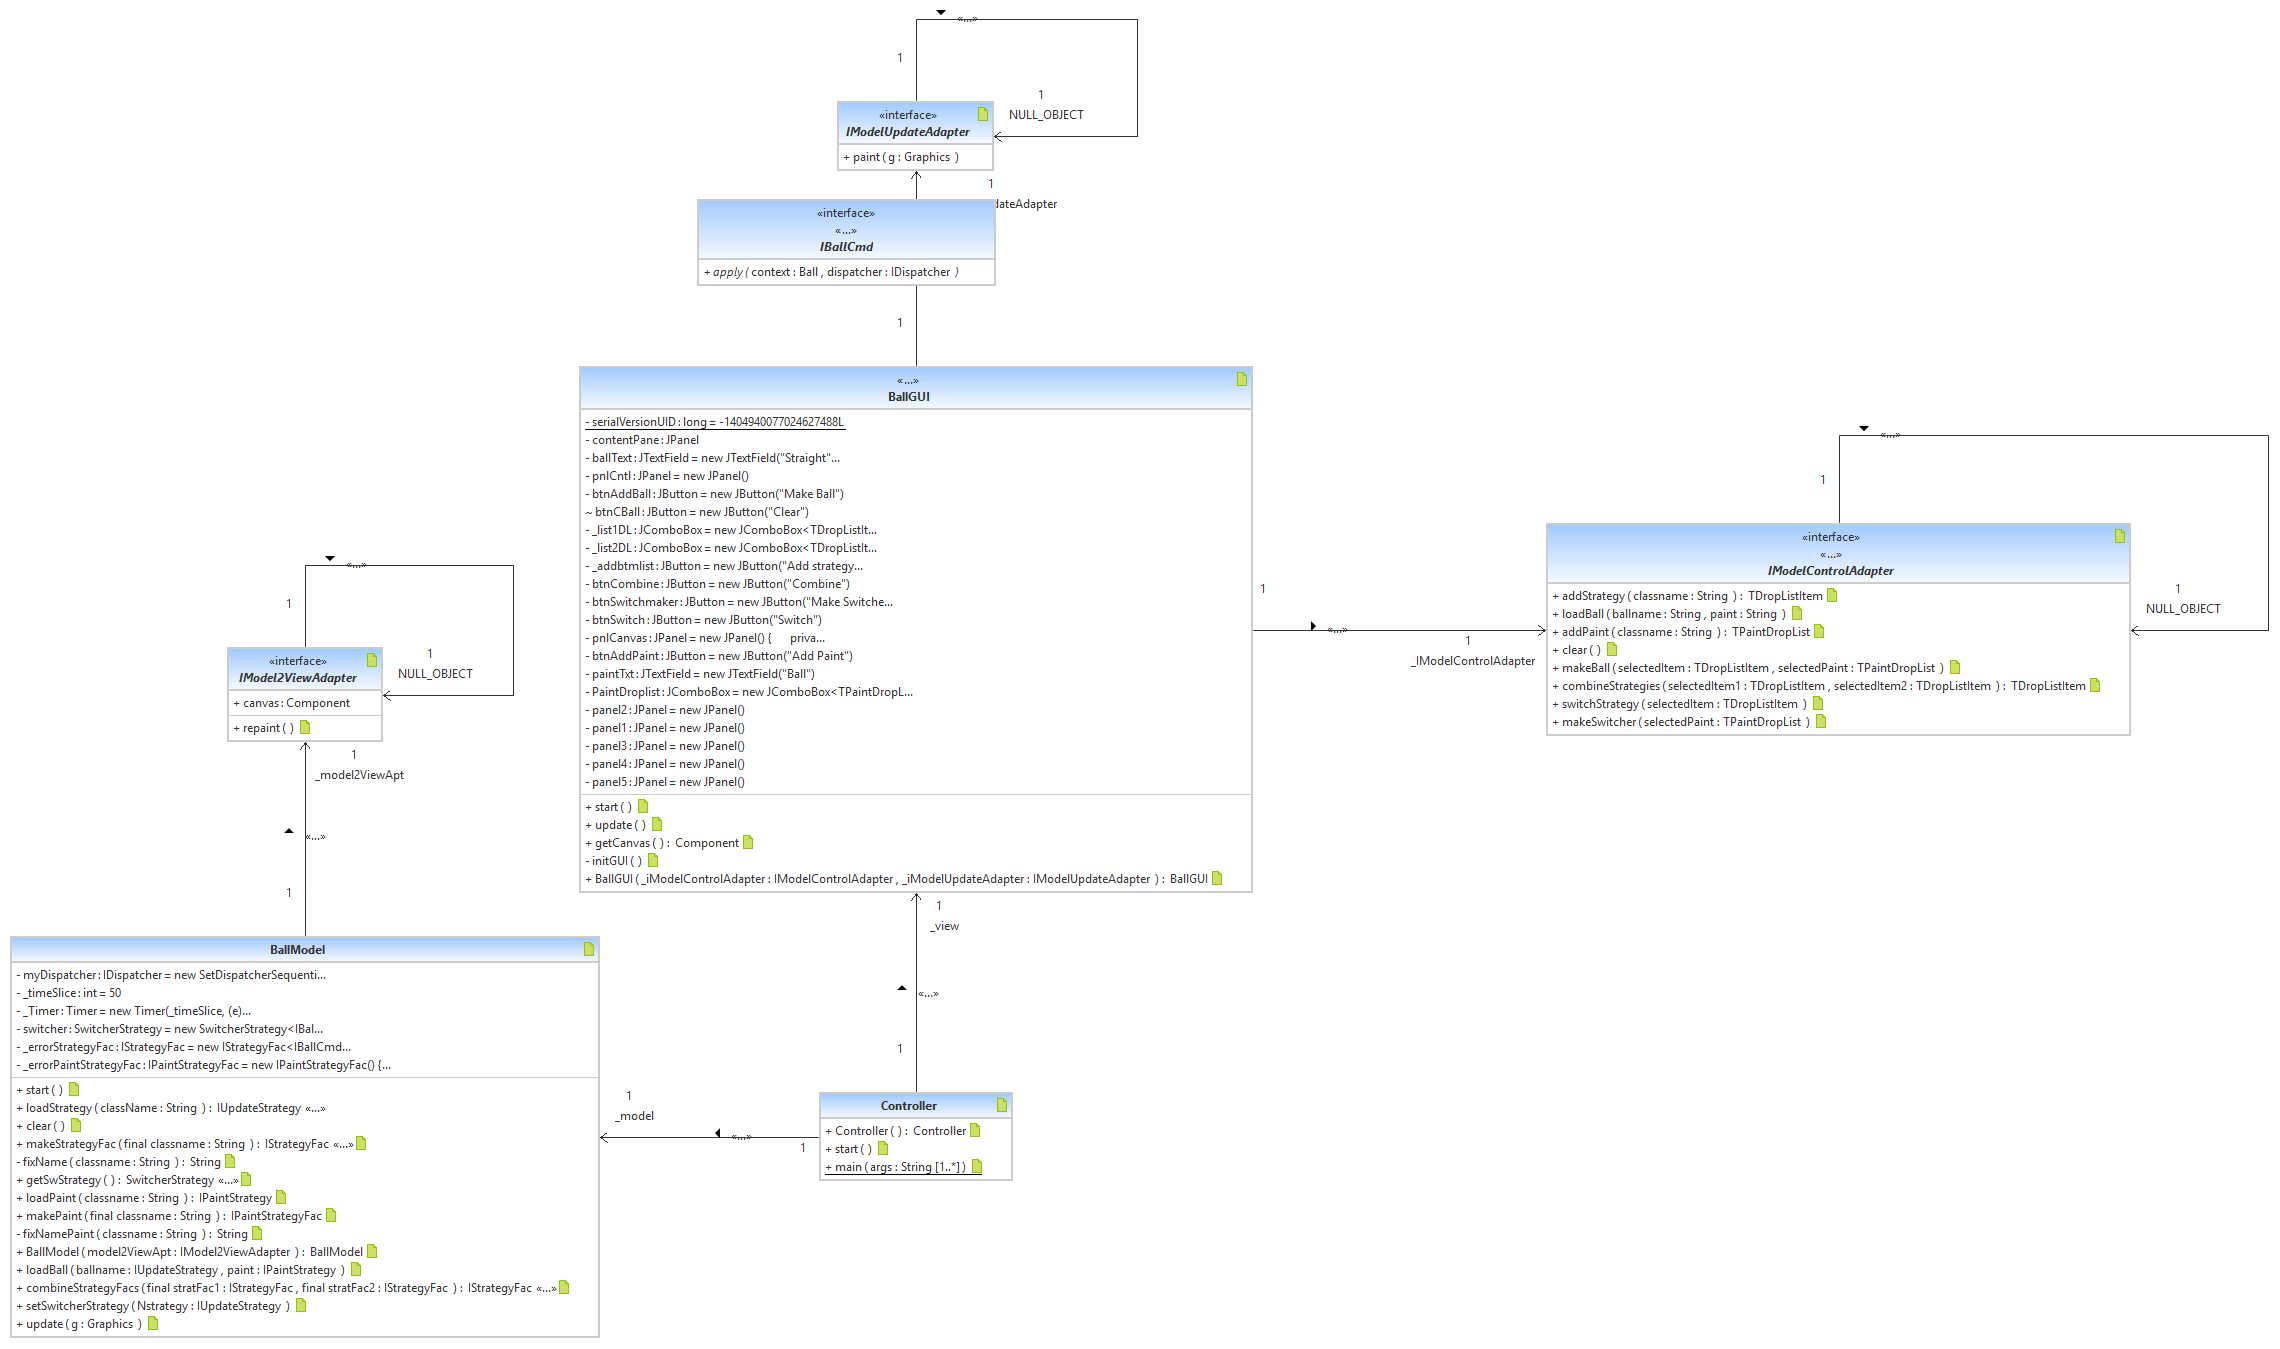 «...»
1
1
NULL_OBJECT
«interface»
IModelUpdateAdapter
+ paint ( g : Graphics )
1
dateAdapter
«interface»
«...»
IBallCmd
+ apply ( context : Ball , dispatcher : IDispatcher )
1
«...»
BallGUI
- serialVersionUID : long = -1404940077024627488L
- contentPane : JPanel
- ballText : JTextField = new JTextField("Straight"...
- pnlCntl : JPanel = new JPanel()
- btnAddBall : JButton = new JButton("Make Ball")
~ btnCBall : JButton = new JButton("Clear")
- _list1DL : JComboBox = new JComboBox<TDropListIt...
- _list2DL : JComboBox = new JComboBox<TDropListIt...
- _addbtmlist : JButton = new JButton("Add strategy...
- btnCombine : JButton = new JButton("Combine")
- btnSwitchmaker : JButton = new JButton("Make Switche...
- btnSwitch : JButton = new JButton("Switch")
- pnlCanvas : JPanel = new JPanel() { priva...
- btnAddPaint : JButton = new JButton("Add Paint")
- paintTxt : JTextField = new JTextField("Ball")
- PaintDroplist : JComboBox = new JComboBox<TPaintDropL...
- panel2 : JPanel = new JPanel()
- panel1 : JPanel = new JPanel()
- panel3 : JPanel = new JPanel()
- panel4 : JPanel = new JPanel()
- panel5 : JPanel = new JPanel()
+ start ( )
+ update ( )
+ getCanvas ( ) : Component
- initGUI ( )
+ BallGUI ( _iModelControlAdapter : IModelControlAdapter , _iModelUpdateAdapter : IModelUpdateAdapter ) : BallGUI
1
«...»
1
_IModelControlAdapter
«...»
1
1
NULL_OBJECT
«interface»
«...»
IModelControlAdapter
+ addStrategy ( classname : String ) : TDropListItem
+ loadBall ( ballname : String , paint : String )
+ addPaint ( classname : String ) : TPaintDropList
+ clear ( )
+ makeBall ( selectedItem : TDropListItem , selectedPaint : TPaintDropList )
+ combineStrategies ( selectedItem1 : TDropListItem , selectedItem2 : TDropListItem ) : TDropListItem
+ switchStrategy ( selectedItem : TDropListItem )
+ makeSwitcher ( selectedPaint : TPaintDropList )
«...»
1
1
NULL_OBJECT
«interface»
IModel2ViewAdapter
+ canvas : Component
+ repaint ( )
1
_model2ViewApt
«...»
1
BallModel
- myDispatcher : IDispatcher = new SetDispatcherSequenti...
- _timeSlice : int = 50
- _Timer : Timer = new Timer(_timeSlice, (e)...
- switcher : SwitcherStrategy = new SwitcherStrategy<IBal...
- _errorStrategyFac : IStrategyFac = new IStrategyFac<IBallCmd...
- _errorPaintStrategyFac : IPaintStrategyFac = new IPaintStrategyFac() {...
+ start ( )
+ loadStrategy ( className : String ) : IUpdateStrategy «...»
+ clear ( )
+ makeStrategyFac ( final classname : String ) : IStrategyFac «...»
- fixName ( classname : String ) : String
+ getSwStrategy ( ) : SwitcherStrategy «...»
+ loadPaint ( classname : String ) : IPaintStrategy
+ makePaint ( final classname : String ) : IPaintStrategyFac
- fixNamePaint ( classname : String ) : String
+ BallModel ( model2ViewApt : IModel2ViewAdapter ) : BallModel
+ loadBall ( ballname : IUpdateStrategy , paint : IPaintStrategy )
+ combineStrategyFacs ( final stratFac1 : IStrategyFac , final stratFac2 : IStrategyFac ) : IStrategyFac «...»
+ setSwitcherStrategy ( Nstrategy : IUpdateStrategy )
+ update ( g : Graphics )
1
_view
«...»
1
1
_model
«...»
1
Controller
+ Controller ( ) : Controller
+ start ( )
+ main ( args : String [1..*] )